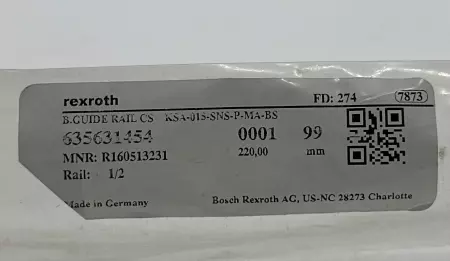 rexroth FD: 274 7873
B.GUIDE RAIL CS KSA-015-SNS-P-MA-BS
635631454 0001 99
MNR: R160513231 220,00 mm
Rail: 1/2
Made in Germany Bosch Rexroth AG, US-NC 28273 Charlotte